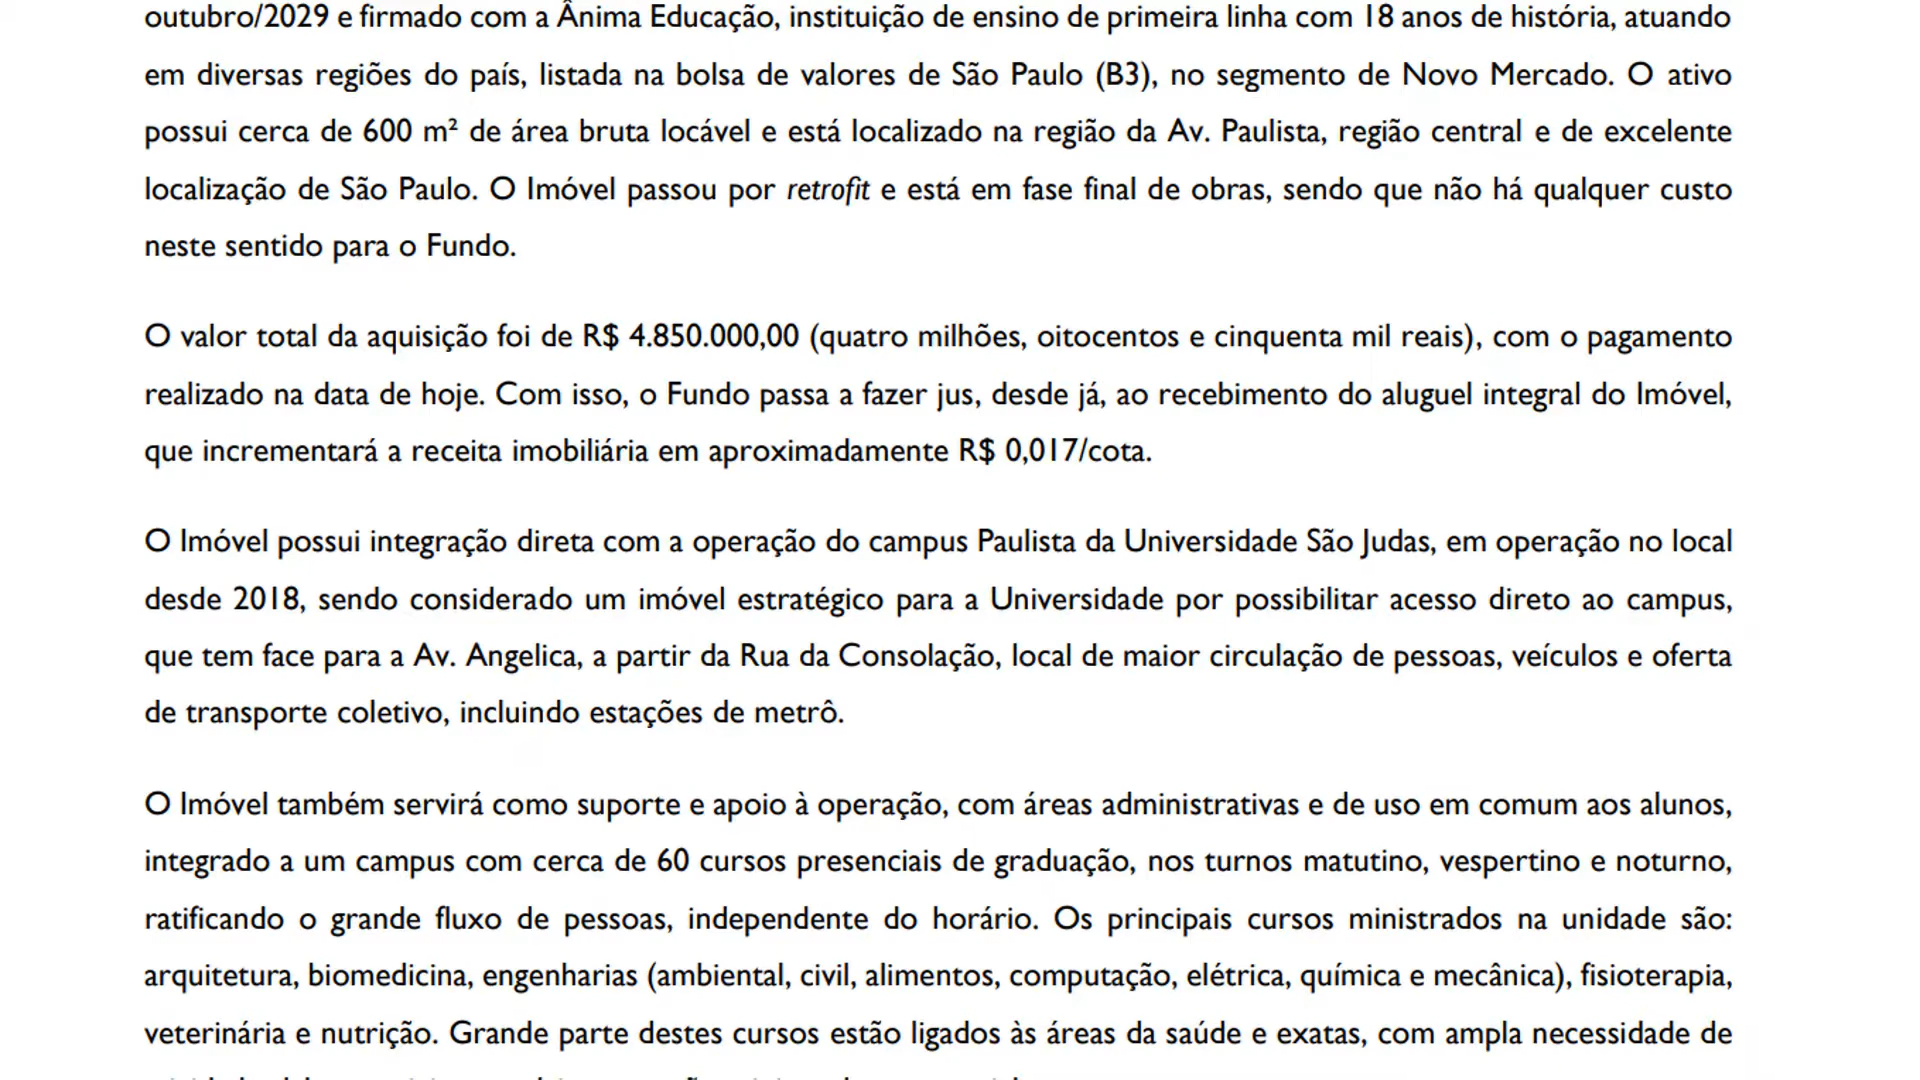 outubro/2029 e firmado com a Ânima Educação, instituição de ensino de primeira linha com 18 anos de história, atuando
em diversas regiões do país, listada na bolsa de valores de São Paulo (B3), no segmento de Novo Mercado. O ativo
possui cerca de 600 m² de área bruta locável e está localizado na região da Av. Paulista, região central e de excelente
localização de São Paulo. O Imóvel passou por retrofit e está em fase final de obras, sendo que não há qualquer custo
neste sentido para o Fundo.
O valor total da aquisição foi de R$ 4.850.000,00 (quatro milhões, oitocentos e cinquenta mil reais), com o pagamento
realizado na data de hoje. Com isso, o Fundo passa a fazer jus, desde já, ao recebimento do aluguel integral do Imóvel,
que incrementará a receita imobiliária em aproximadamente R$ 0,017/cota.
O Imóvel possui integração direta com a operação do campus Paulista da Universidade São Judas, em operação no local
desde 2018, sendo considerado um imóvel estratégico para a Universidade por possibilitar acesso direto ao campus,
que tem face para a Av. Angelica, a partir da Rua da Consolação, local de maior circulação de pessoas, veículos e oferta
de transporte coletivo, incluindo estações de metrô.
O Imóvel também servirá como suporte e apoio à operação, com áreas administrativas e de uso em comum aos alunos,
integrado a um campus com cerca de 60 cursos presenciais de graduação, nos turnos matutino, vespertino e noturno,
ratificando o grande fluxo de pessoas, independente do horário. Os principais cursos ministrados na unidade são:
arquitetura, biomedicina, engenharias (ambiental, civil, alimentos, computação, elétrica, química e mecânica), fisioterapia,
veterinária e nutrição. Grande parte destes cursos estão ligados às áreas da saúde e exatas, com ampla necessidade de